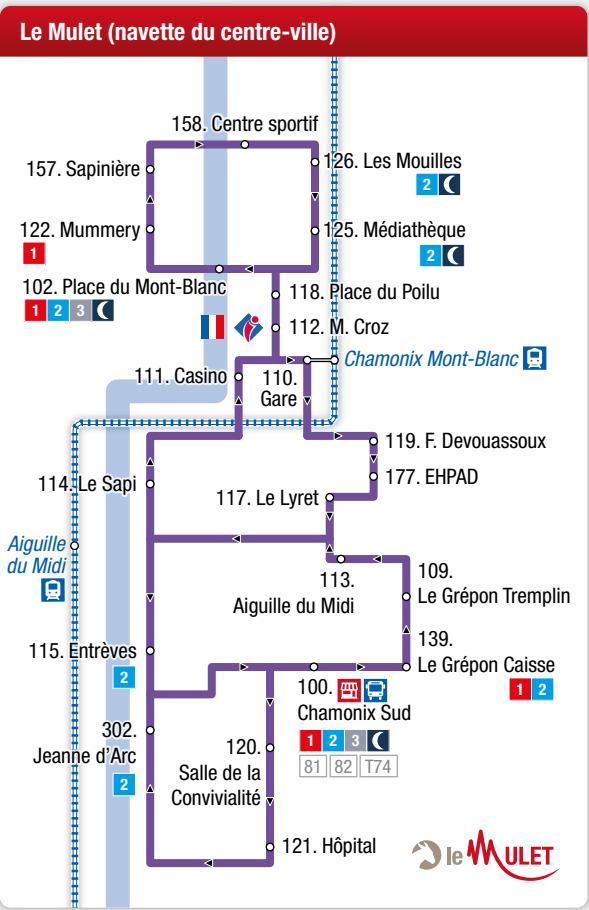 Le Mulet (navette du centre-ville)
158. Centre sportif
157. Sapinière
126. Les Mouilles
2
122. Mummery
1
125. Médiathèque
2
102. Place du Mont-Blanc
1 2 3
118. Place du Poilu
112. M. Croz
Chamonix Mont-Blanc
111. Casino
110.
Gare
119. F. Devouassoux
177. EHPAD
114. Le Sapi
117. Le Lyret
Aiguille
du Midi
113.
Aiguille du Midi
109.
Le Grépon Tremplin
115. Entrèves
2
139.
Le Grépon Caisse
1 2
100.
Chamonix Sud
1 2 3
81 82 T74
302.
Jeanne d'Arc
2
120.
Salle de la
Convivialité
121. Hôpital
le MULET